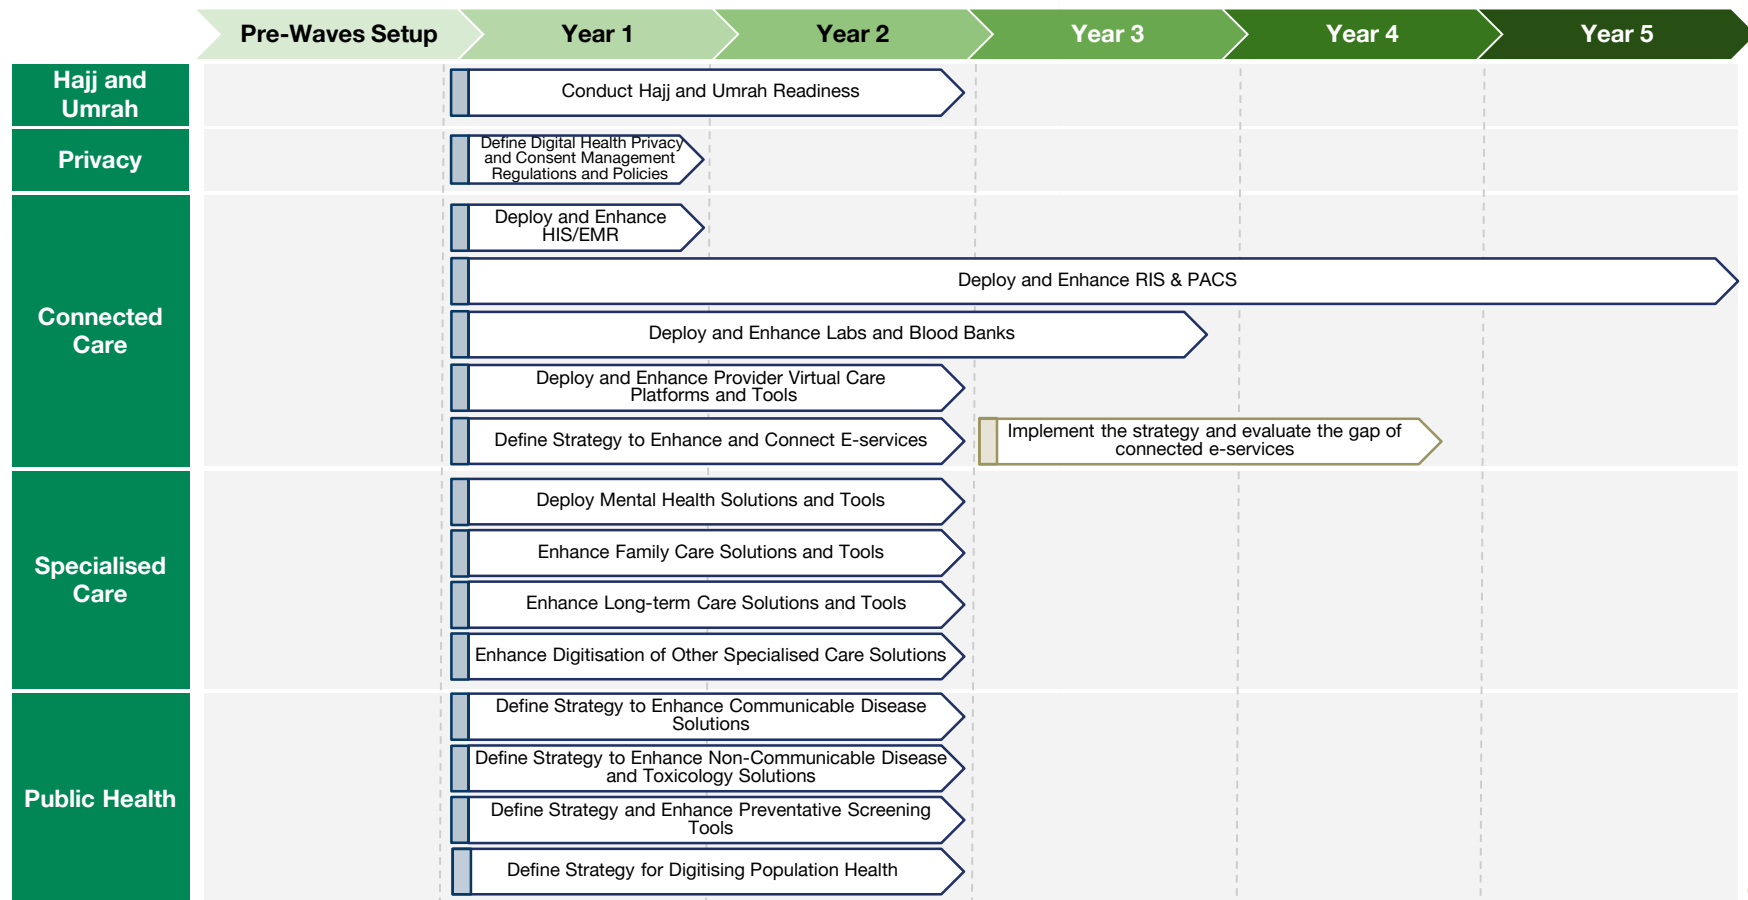 Pre-Waves Setup
Year 1
Year 2
Year 3
Year 4
Year 5
Hajj and
Umrah
Conduct Hajj and Umrah Readiness
Privacy
Define Digital Health Privacy
and Consent Management
Regulations and Policies
Connected
Care
Deploy and Enhance
HIS/EMR
Deploy and Enhance RIS & PACS
Deploy and Enhance Labs and Blood Banks
Deploy and Enhance Provider Virtual Care
Platforms and Tools
Define Strategy to Enhance and Connect E-services
Implement the strategy and evaluate the gap of
connected e-services
Specialised
Care
Deploy Mental Health Solutions and Tools
Enhance Family Care Solutions and Tools
Enhance Long-term Care Solutions and Tools
Enhance Digitisation of Other Specialised Care Solutions
Public Health
Define Strategy to Enhance Communicable Disease
Solutions
Define Strategy to Enhance Non-Communicable Disease
and Toxicology Solutions
Define Strategy and Enhance Preventative Screening
Tools
Define Strategy for Digitising Population Health